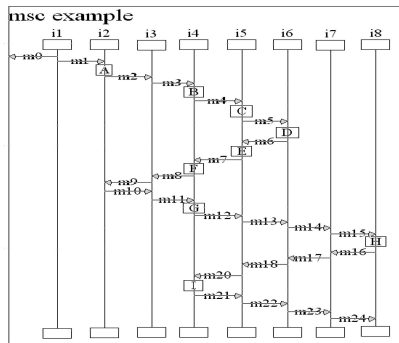 msc example
i1 i2 i3 i4 i5 i6 i7 i8
m0
m1
A
m2
m3
B
m4
C
m5
D
m6
E
m7
F
m8
m9
m10
m11
G
m12
m13
m14
m15
H
m16
m17
m18
m20
I
m21
m22
m23
m24